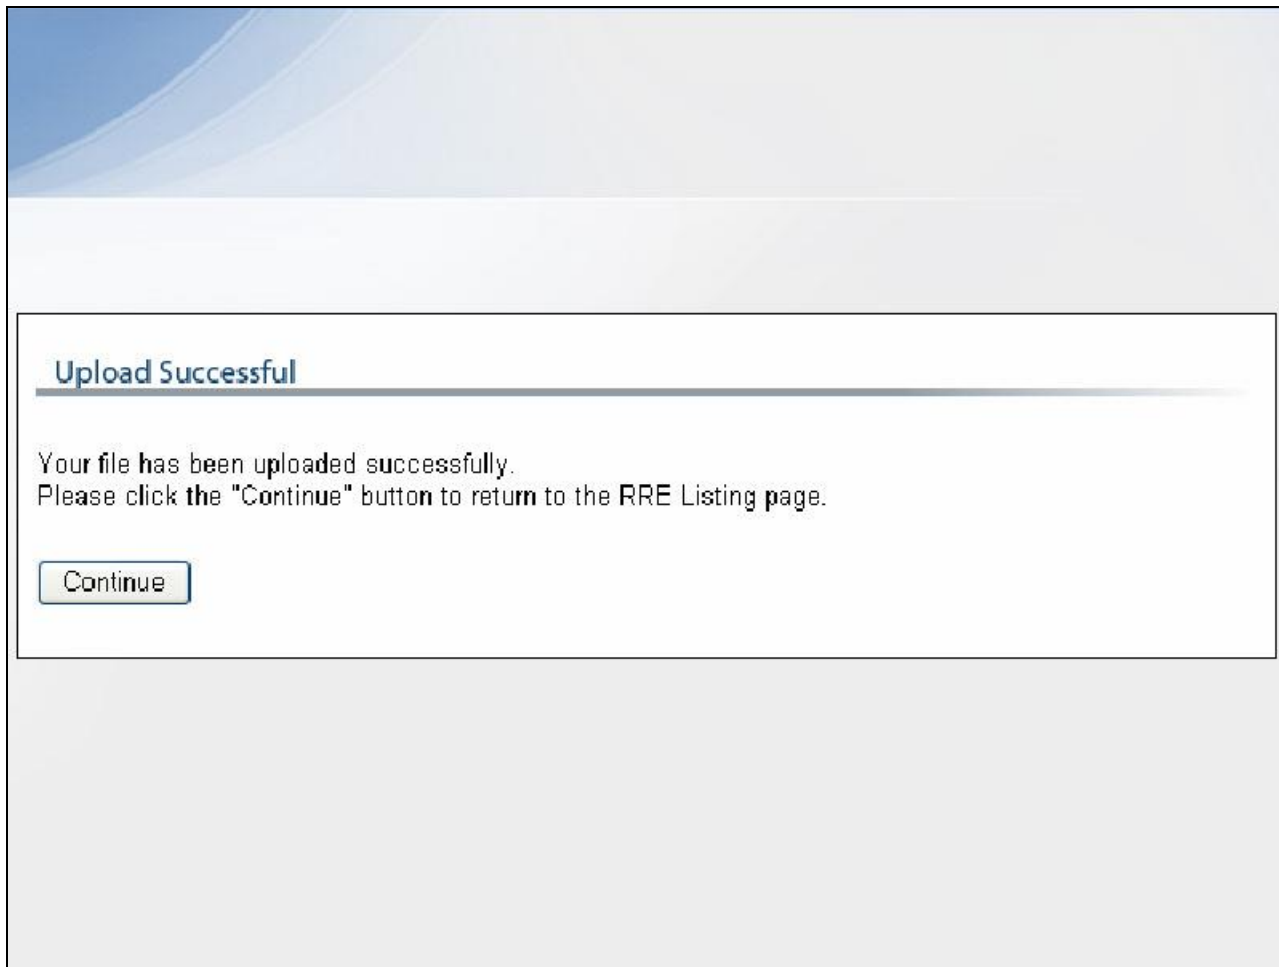 Upload Successful
Your file has been uploaded successfully.
Please click the "Continue" button to return to the RRE Listing page.
Continue